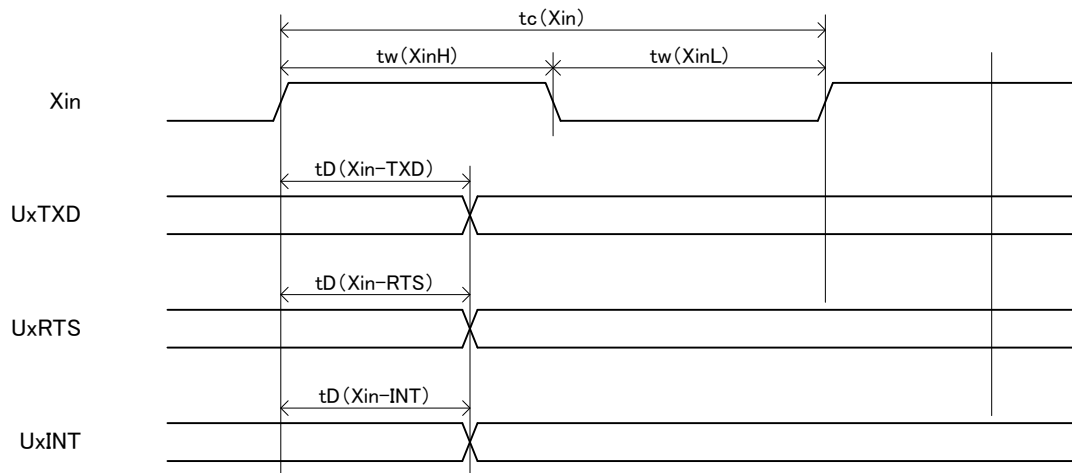 tc(Xin)
tw(XinH) tw(XinL)
Xin
tD(Xin-TXD)
UxTXD
tD(Xin-RTS)
UxRTS
tD(Xin-INT)
UxINT